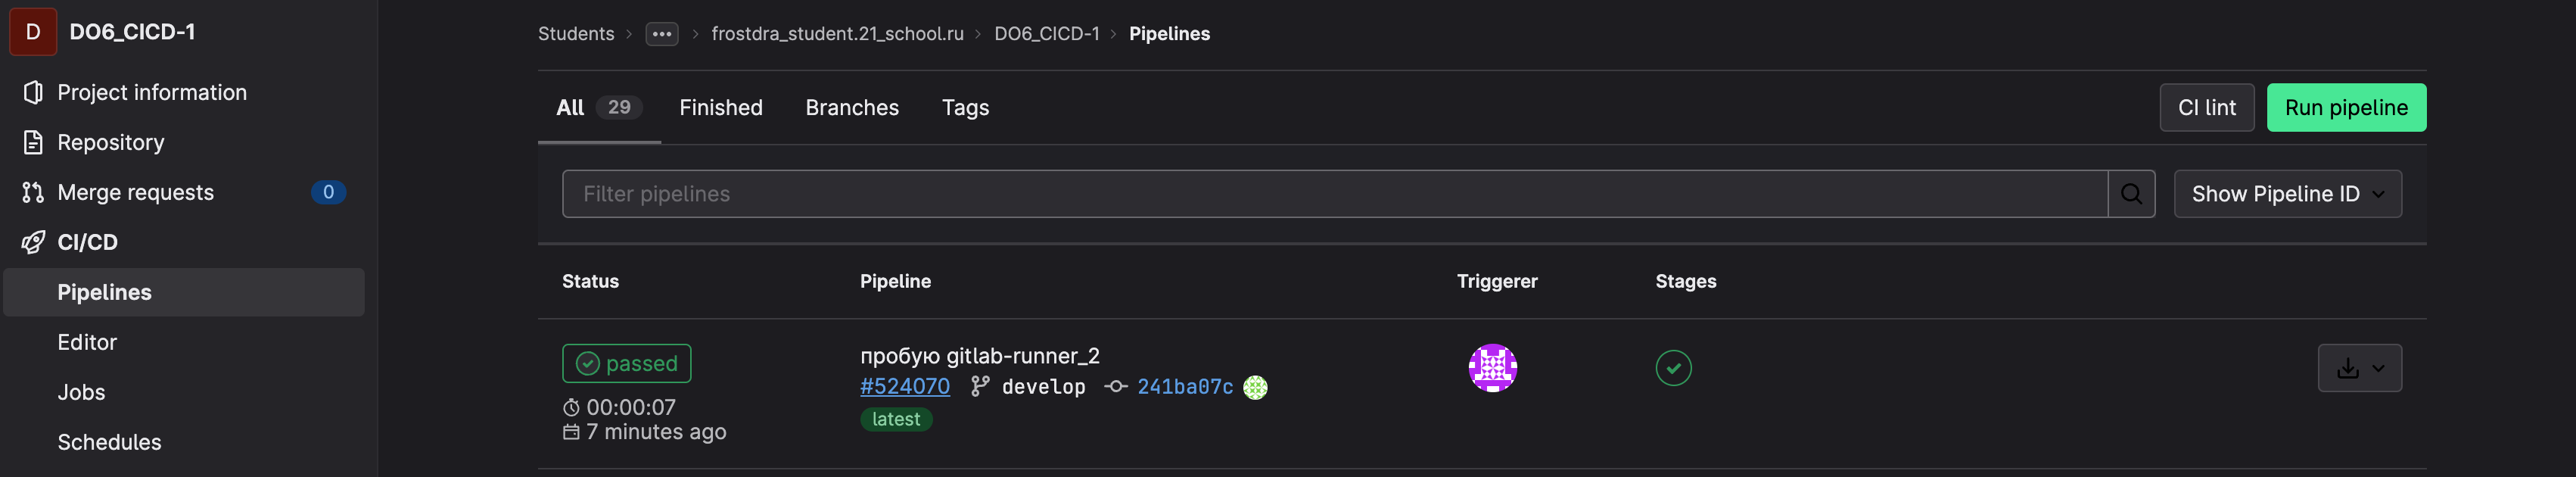 D DO6_CICD-1
Project information
Repository
Merge requests 0
CI/CD
Pipelines
Editor
Jobs
Schedules
Students > ... > frostdra_student.21_school.ru > DO6_CICD-1 > Pipelines
All 29 Finished Branches Tags CI lint Run pipeline
Filter pipelines Show Pipeline ID
Status Pipeline Triggerer Stages
passed
00:00:07
7 minutes ago
пробую gitlab-runner_2
#524070 develop 241ba07c
latest